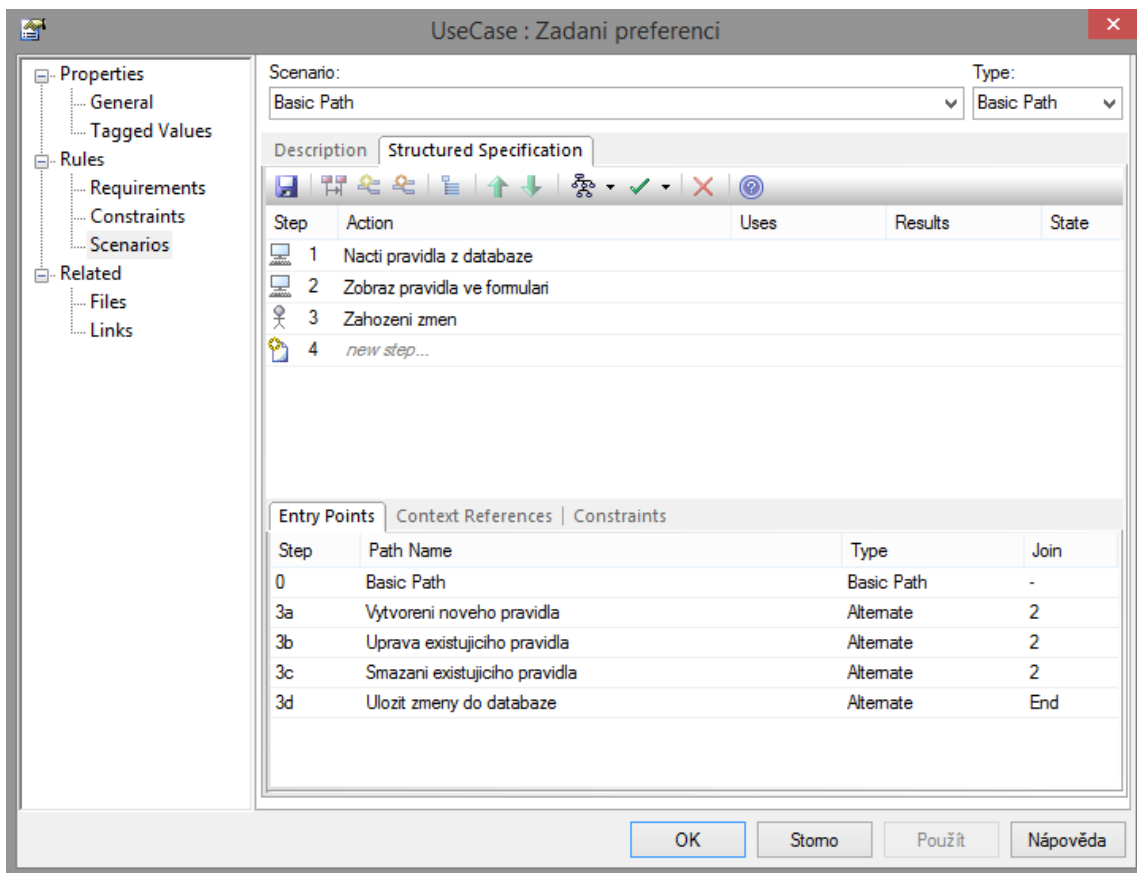 UseCase : Zadani preferenci
Properties
General
Tagged Values
Rules
Requirements
Constraints
Scenarios
Related
Files
Links
Scenario: Type:
Basic Path Basic Path
Description Structured Specification
Step Action Uses Results State
1 Nacti pravidla z databaze
2 Zobraz pravidla ve formulari
3 Zahozeni zmen
4 new step...
Entry Points Context References Constraints
Step Path Name Type Join
0 Basic Path Basic Path -
3a Vytvoreni noveho pravidla Alternate 2
3b Uprava existujiciho pravidla Alternate 2
3c Smazani existujiciho pravidla Alternate 2
3d Ulozit zmeny do databaze Alternate End
OK Storno Použít Nápověda